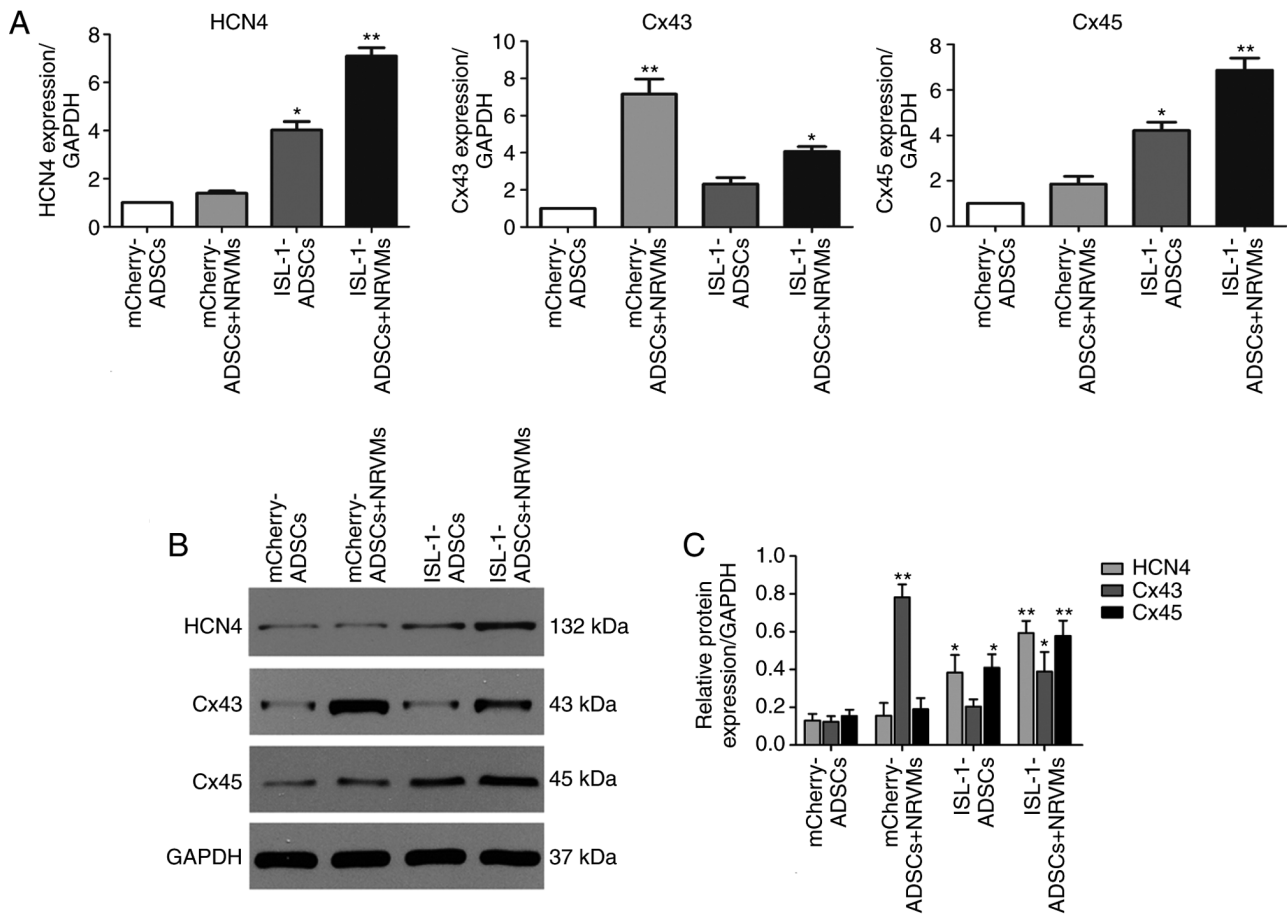 A
HCN4
HCN4 expression/
GAPDH
8
6
4
2
0
*
**
mCherry-
ADSCs
mCherry-
ADSCs+NRVMs
ISL-1-
ADSCs
ISL-1-
ADSCs+NRVMs
Cx43
Cx43 expression/
GAPDH
10
8
6
4
2
0
**
*
mCherry-
ADSCs
mCherry-
ADSCs+NRVMs
ISL-1-
ADSCs
ISL-1-
ADSCs+NRVMs
Cx45
Cx45 expression/
GAPDH
8
6
4
2
0
*
**
mCherry-
ADSCs
mCherry-
ADSCs+NRVMs
ISL-1-
ADSCs
ISL-1-
ADSCs+NRVMs
B
mCherry-
ADSCs
mCherry-
ADSCs+NRVMs
ISL-1-
ADSCs
ISL-1-
ADSCs+NRVMs
HCN4 132 kDa
Cx43 43 kDa
Cx45 45 kDa
GAPDH 37 kDa
C
Relative protein
expression/GAPDH
1.0
0.8
0.6
0.4
0.2
0.0
**
* *
** * **
HCN4
Cx43
Cx45
mCherry-
ADSCs
mCherry-
ADSCs+NRVMs
ISL-1-
ADSCs
ISL-1-
ADSCs+NRVMs